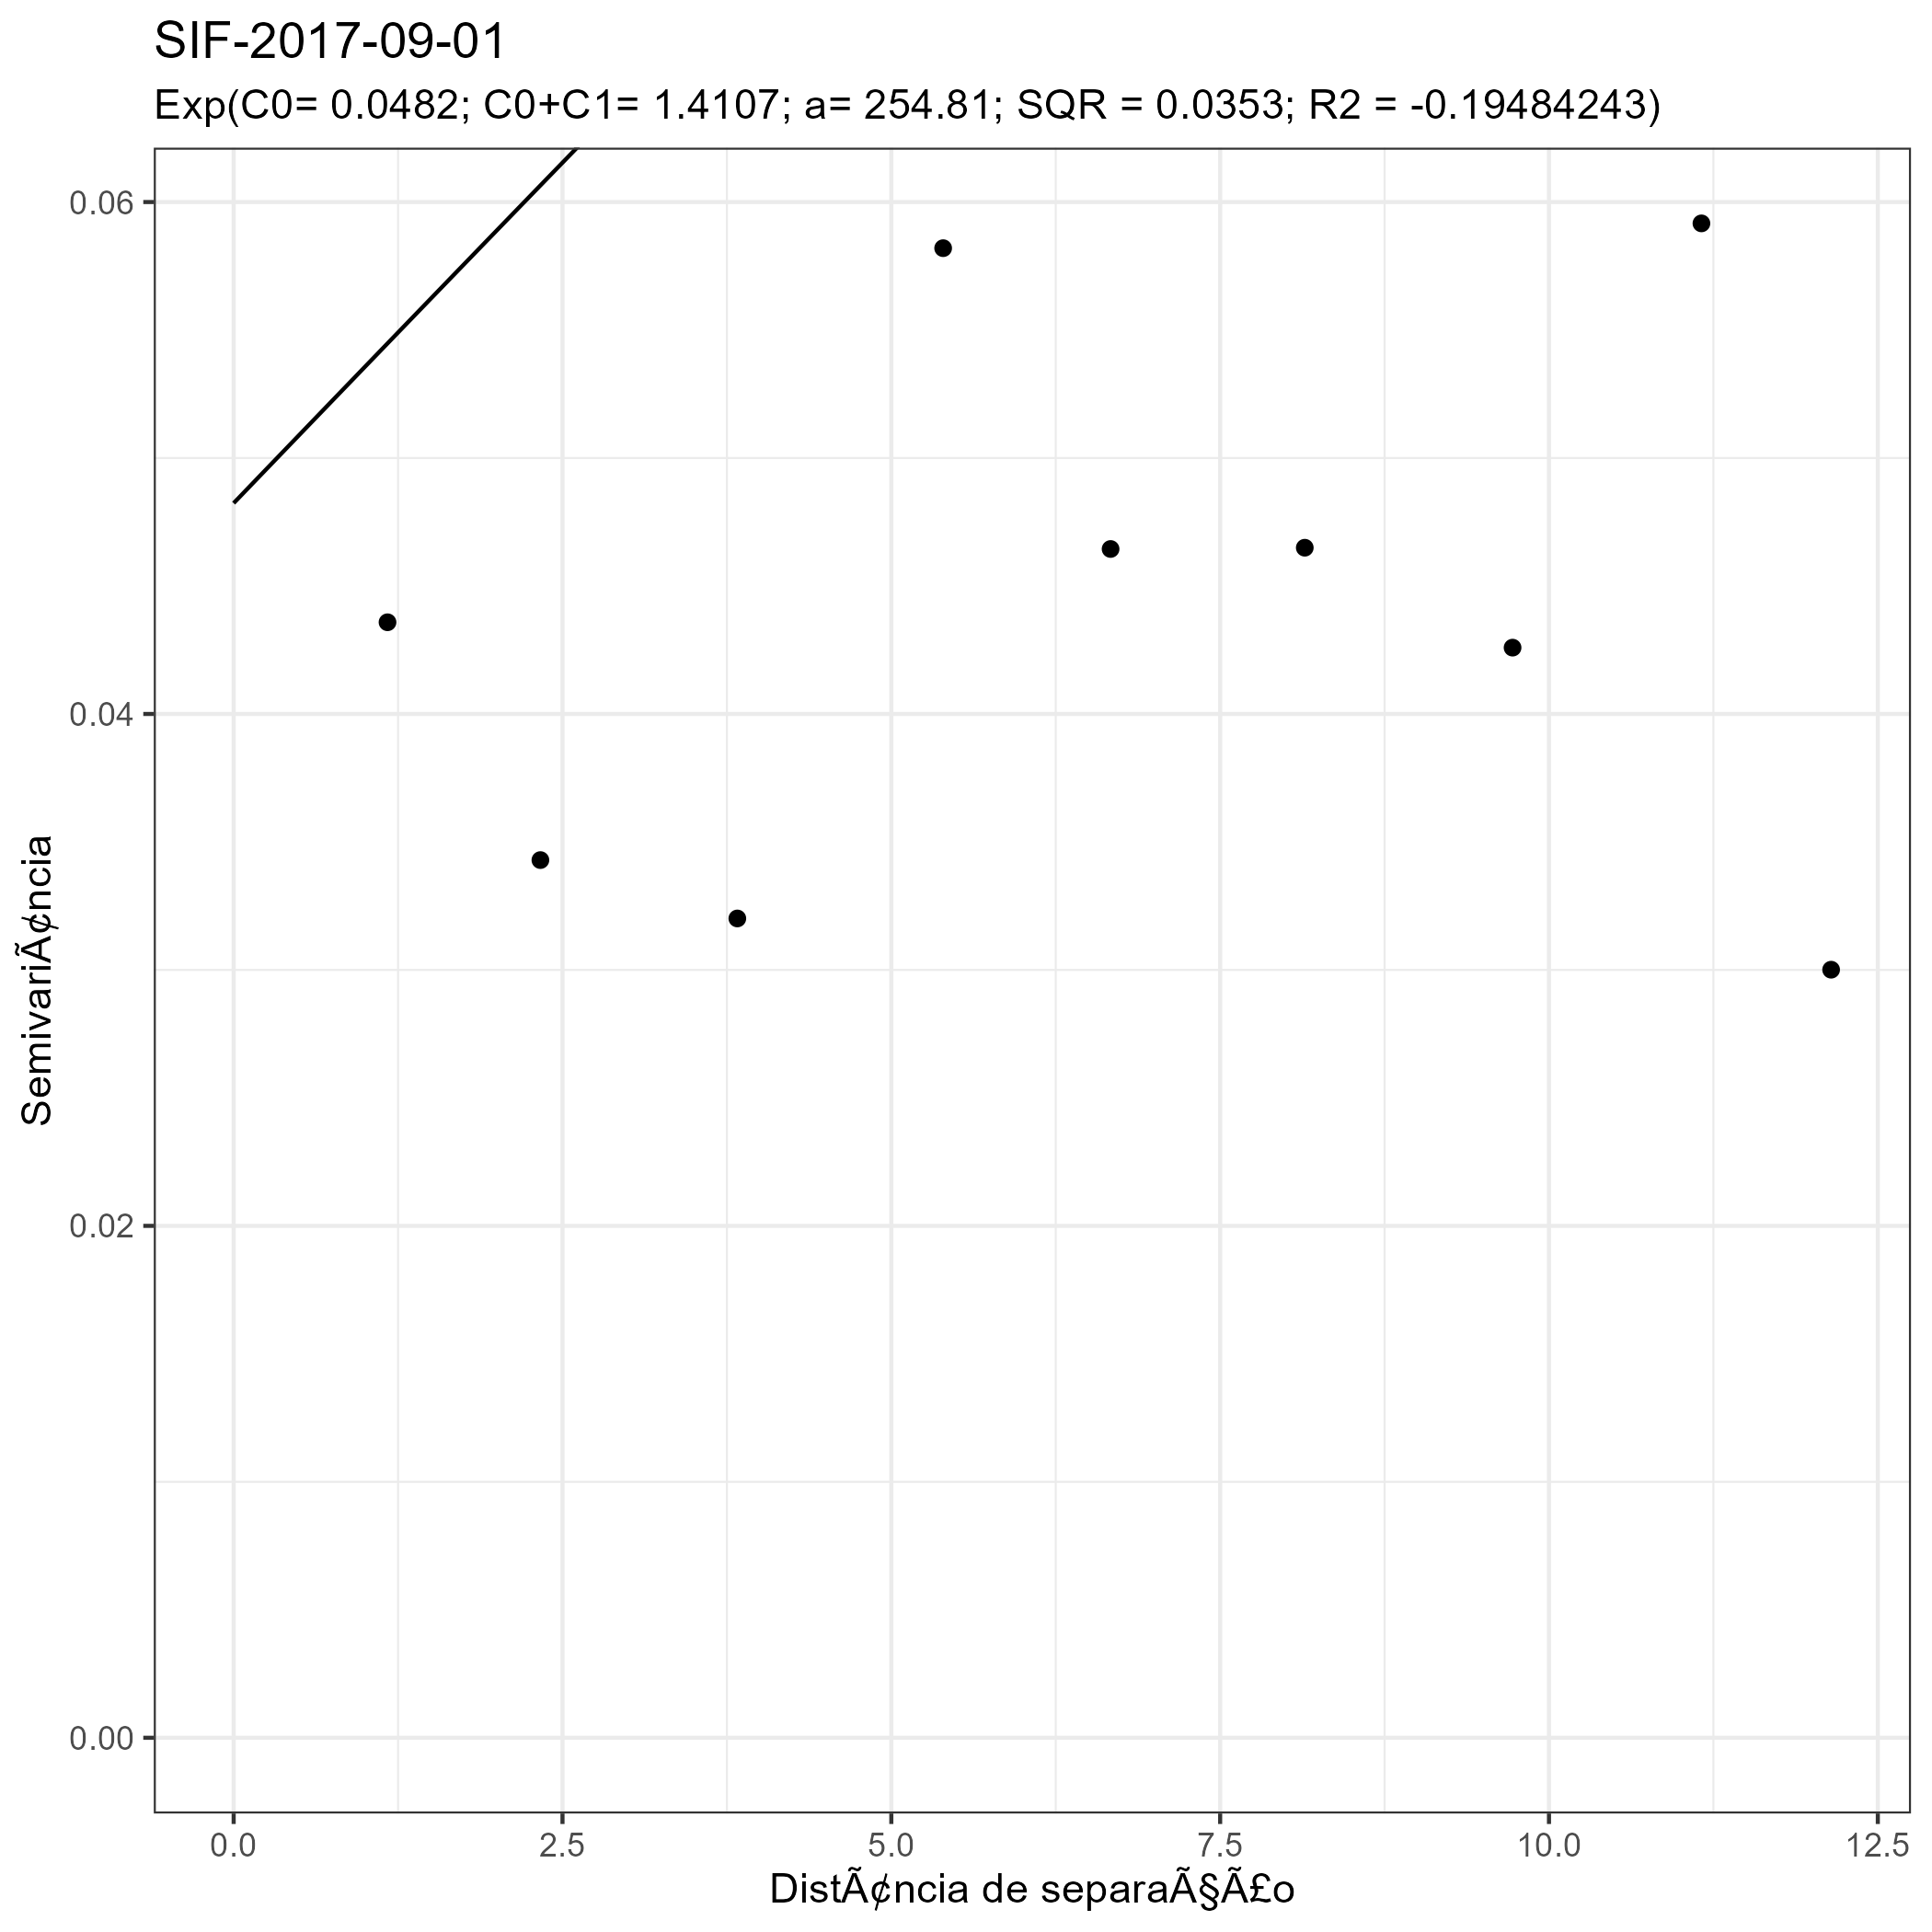 SIF-2017-09-01
Exp(C0= 0.0482; C0+C1= 1.4107; a= 254.81; SQR = 0.0353; R2 = -0.19484243)
0.06
0.04
0.02
0.00
SemivariÃ¢ncia
0.0 2.5 5.0 7.5 10.0 12.5
DistÃ¢ncia de separaÃ§Ã£o